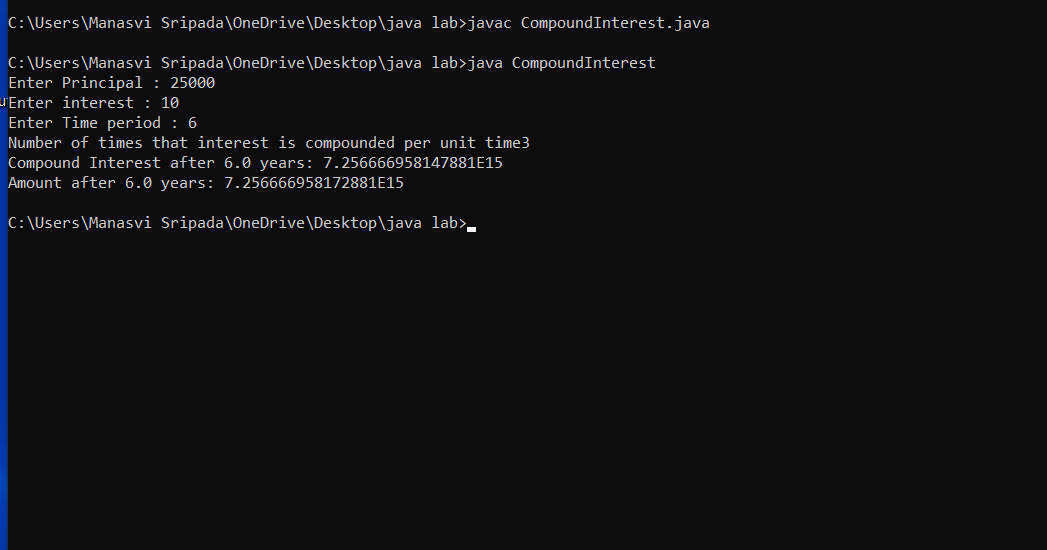 C:\Users\Manasvi Sripada\OneDrive\Desktop\java lab>javac CompoundInterest.java
C:\Users\Manasvi Sripada\OneDrive\Desktop\java lab>java CompoundInterest
Enter Principal : 25000
Enter interest : 10
Enter Time period : 6
Number of times that interest is compounded per unit time3
Compound Interest after 6.0 years: 7.256666958147881E15
Amount after 6.0 years: 7.256666958172881E15
C:\Users\Manasvi Sripada\OneDrive\Desktop\java lab>